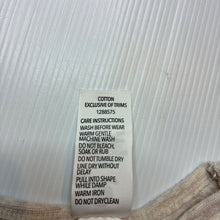 COTTON
EXCLUSIVE OF TRIMS
1288575
CARE INSTRUCTIONS
WASH BEFORE WEAR
WARM GENTLE
MACHINE WASH
DO NOT BLEACH,
SOAK OR RUB
DO NOT TUMBLE DRY
LINE DRY WITHOUT
DELAY
PULL INTO SHAPE
WHILE DAMP
WARM IRON
DO NOT DRYCLEAN